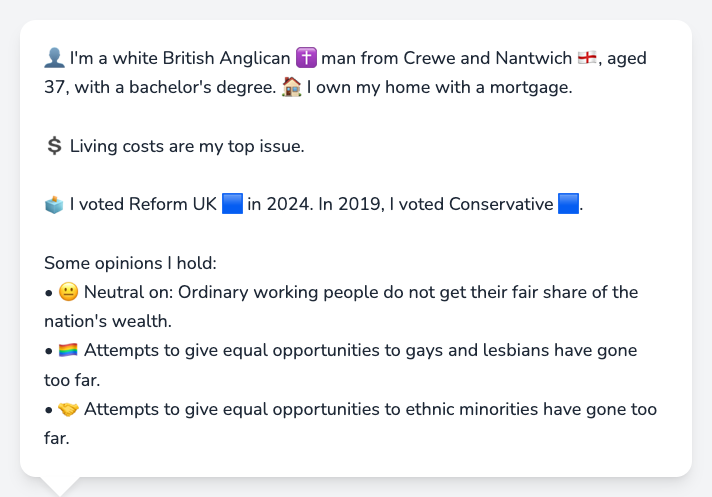 👤 I'm a white British Anglican ✝️ man from Crewe and Nantwich 🏴󠁧󠁢󠁥󠁮󠁧󠁿, aged
37, with a bachelor's degree. 🏠 I own my home with a mortgage.
💲 Living costs are my top issue.
🗳️ I voted Reform UK 🟦 in 2024. In 2019, I voted Conservative 🟦.
Some opinions I hold:
• 😐 Neutral on: Ordinary working people do not get their fair share of the
nation's wealth.
• 🏳️‍🌈 Attempts to give equal opportunities to gays and lesbians have gone
too far.
• 🤝 Attempts to give equal opportunities to ethnic minorities have gone too
far.